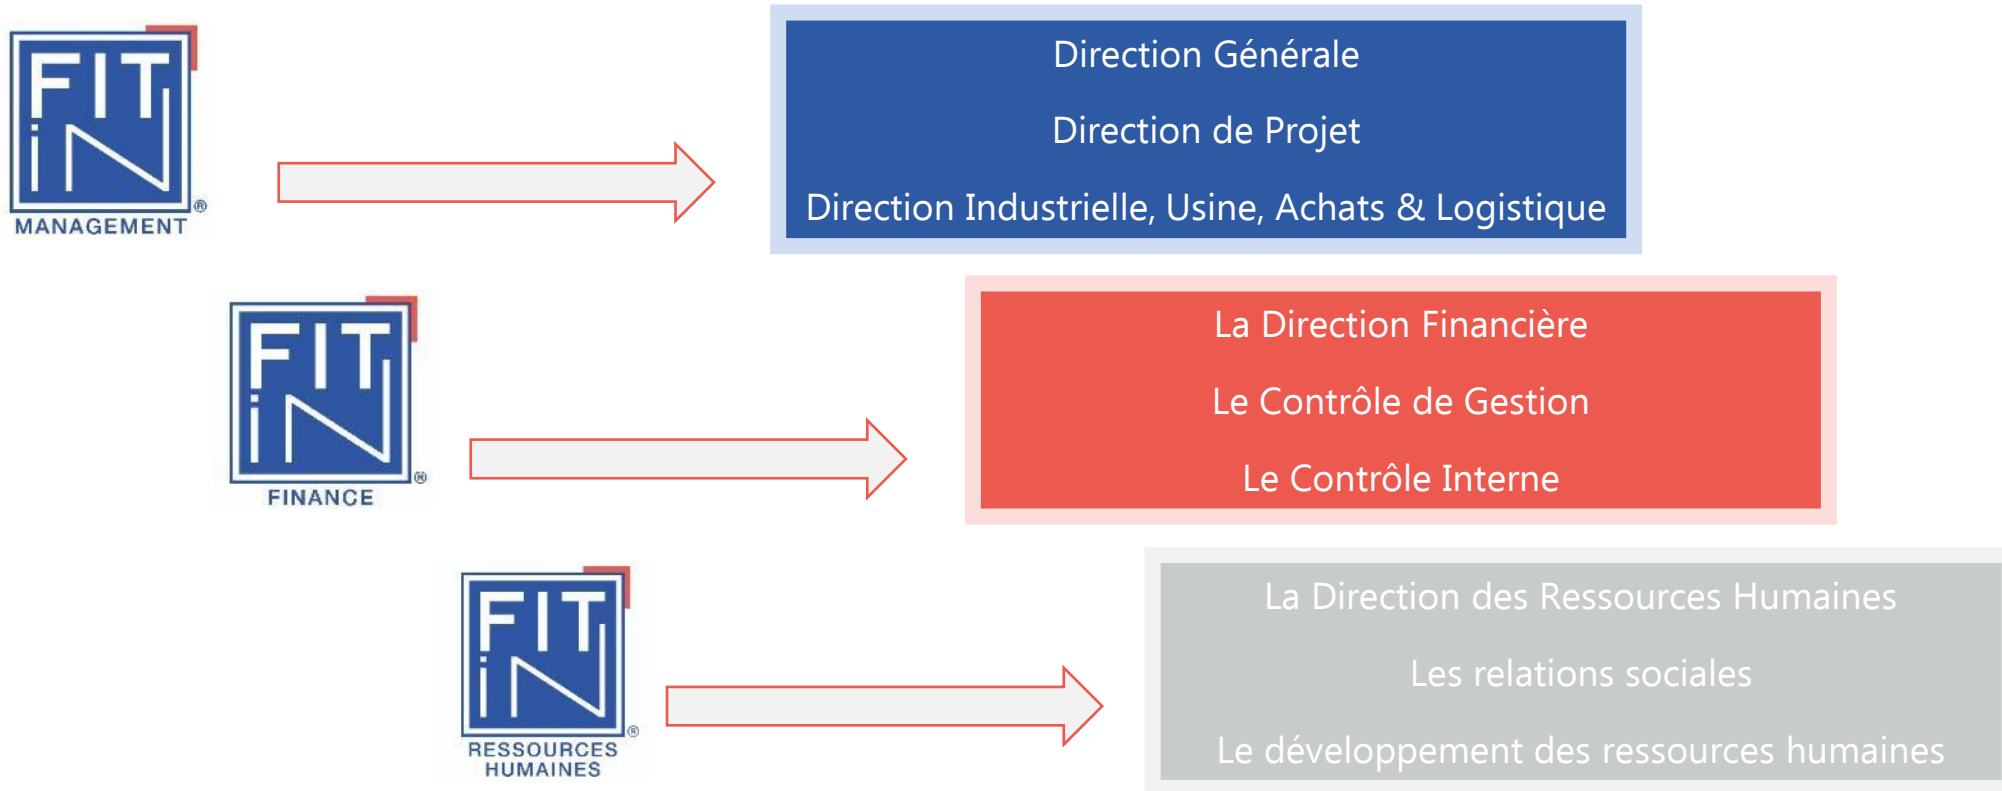 FIT
iN
®
MANAGEMENT
Direction Générale
Direction de Projet
Direction Industrielle, Usine, Achats & Logistique
FIT
iN
®
FINANCE
La Direction Financière
Le Contrôle de Gestion
Le Contrôle Interne
FIT
iN
®
RESSOURCES
HUMAINES
La Direction des Ressources Humaines
Les relations sociales
Le développement des ressources humaines